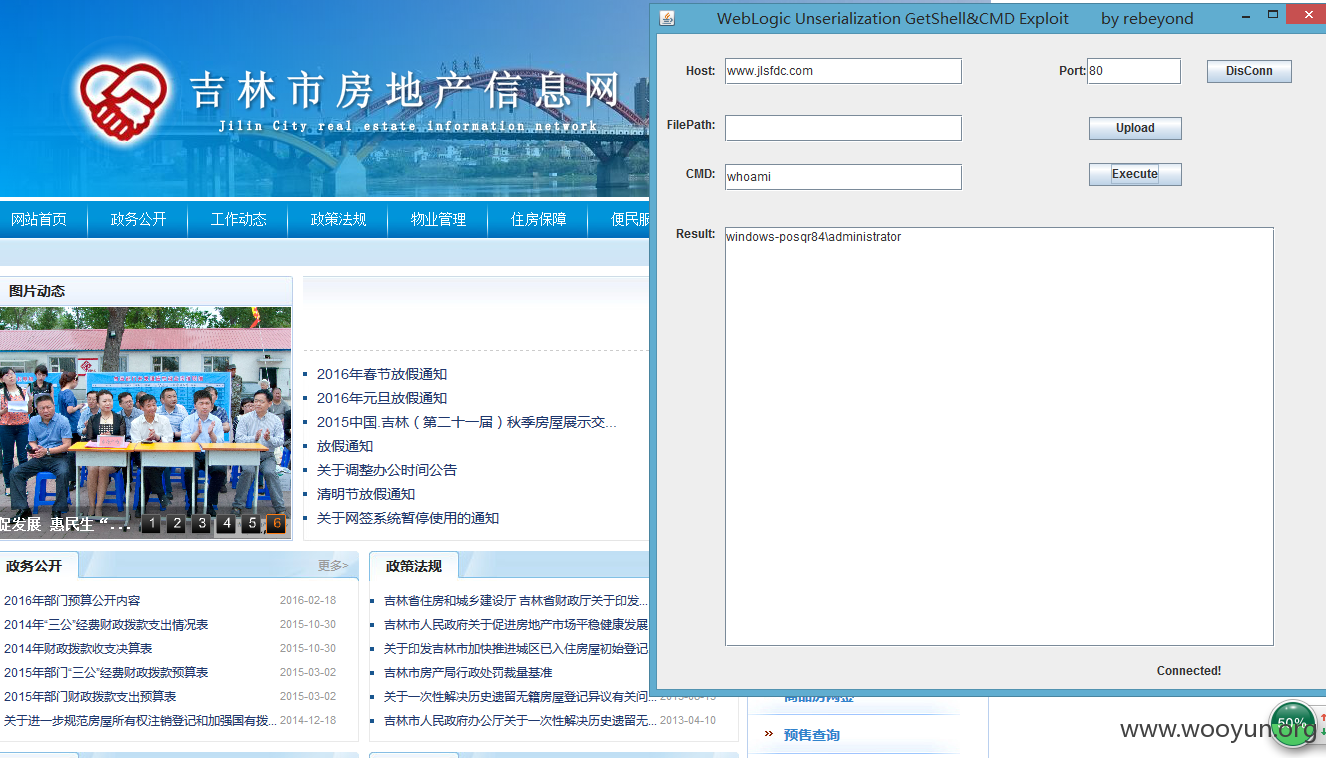 吉林市房地产信息网
Jilin City real estate information network
网站首页 政务公开 工作动态 政策法规 物业管理 住房保障 便民服
图片动态
促发展 惠民生“... 1 2 3 4 5 6
2016年春节放假通知
2016年元旦放假通知
2015中国.吉林（第二十一届）秋季房屋展示交...
放假通知
关于调整办公时间公告
清明节放假通知
关于网签系统暂停使用的通知
政务公开 更多>
2016年部门预算公开内容 2016-02-18
2014年“三公”经费财政拨款支出情况表 2015-10-30
2014年财政拨款收支决算表 2015-10-30
2015年部门“三公”经费财政拨款预算表 2015-03-02
2015年部门财政拨款支出预算表 2015-03-02
关于进一步规范房屋所有权注销登记和加强国有拨... 2014-12-18
政策法规
吉林省住房和城乡建设厅 吉林省财政厅关于印发...
吉林市人民政府关于促进房地产市场平稳健康发展
关于印发吉林市加快推进城区已入住房屋初始登记
吉林市房产局行政处罚裁量基准
关于一次性解决历史遗留无籍房屋登记异议有关问...
吉林市人民政府办公厅关于一次性解决历史遗留无... 2013-04-10
商品房网签
预售查询
WebLogic Unserialization GetShell&CMD Exploit by rebeyond
Host: www.jlsfdc.com Port: 80 DisConn
FilePath: Upload
CMD: whoami Execute
Result: windows-posqr84\administrator
Connected!
50%
www.wooyun.org